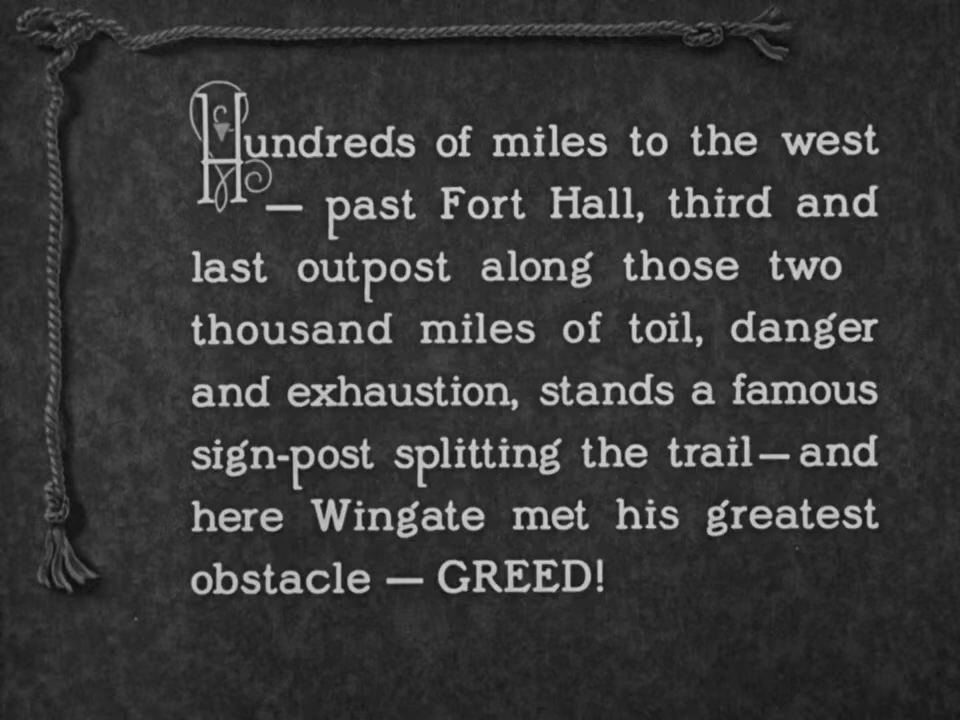 Hundreds of miles to the west
— past Fort Hall, third and
last outpost along those two
thousand miles of toil, danger
and exhaustion, stands a famous
sign-post splitting the trail — and
here Wingate met his greatest
obstacle — GREED!